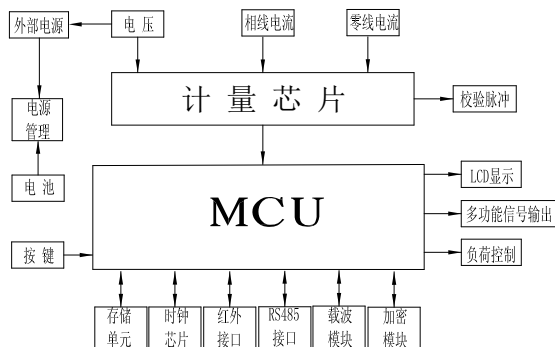 外部电源
电 压
相线电流
零线电流
计 量 芯 片
校验脉冲
电源
管理
电 池
MCU
LCD显示
多功能信号输出
负荷控制
按 键
存储
单元
时钟
芯片
红外
接口
RS485
接口
载波
模块
加密
模块